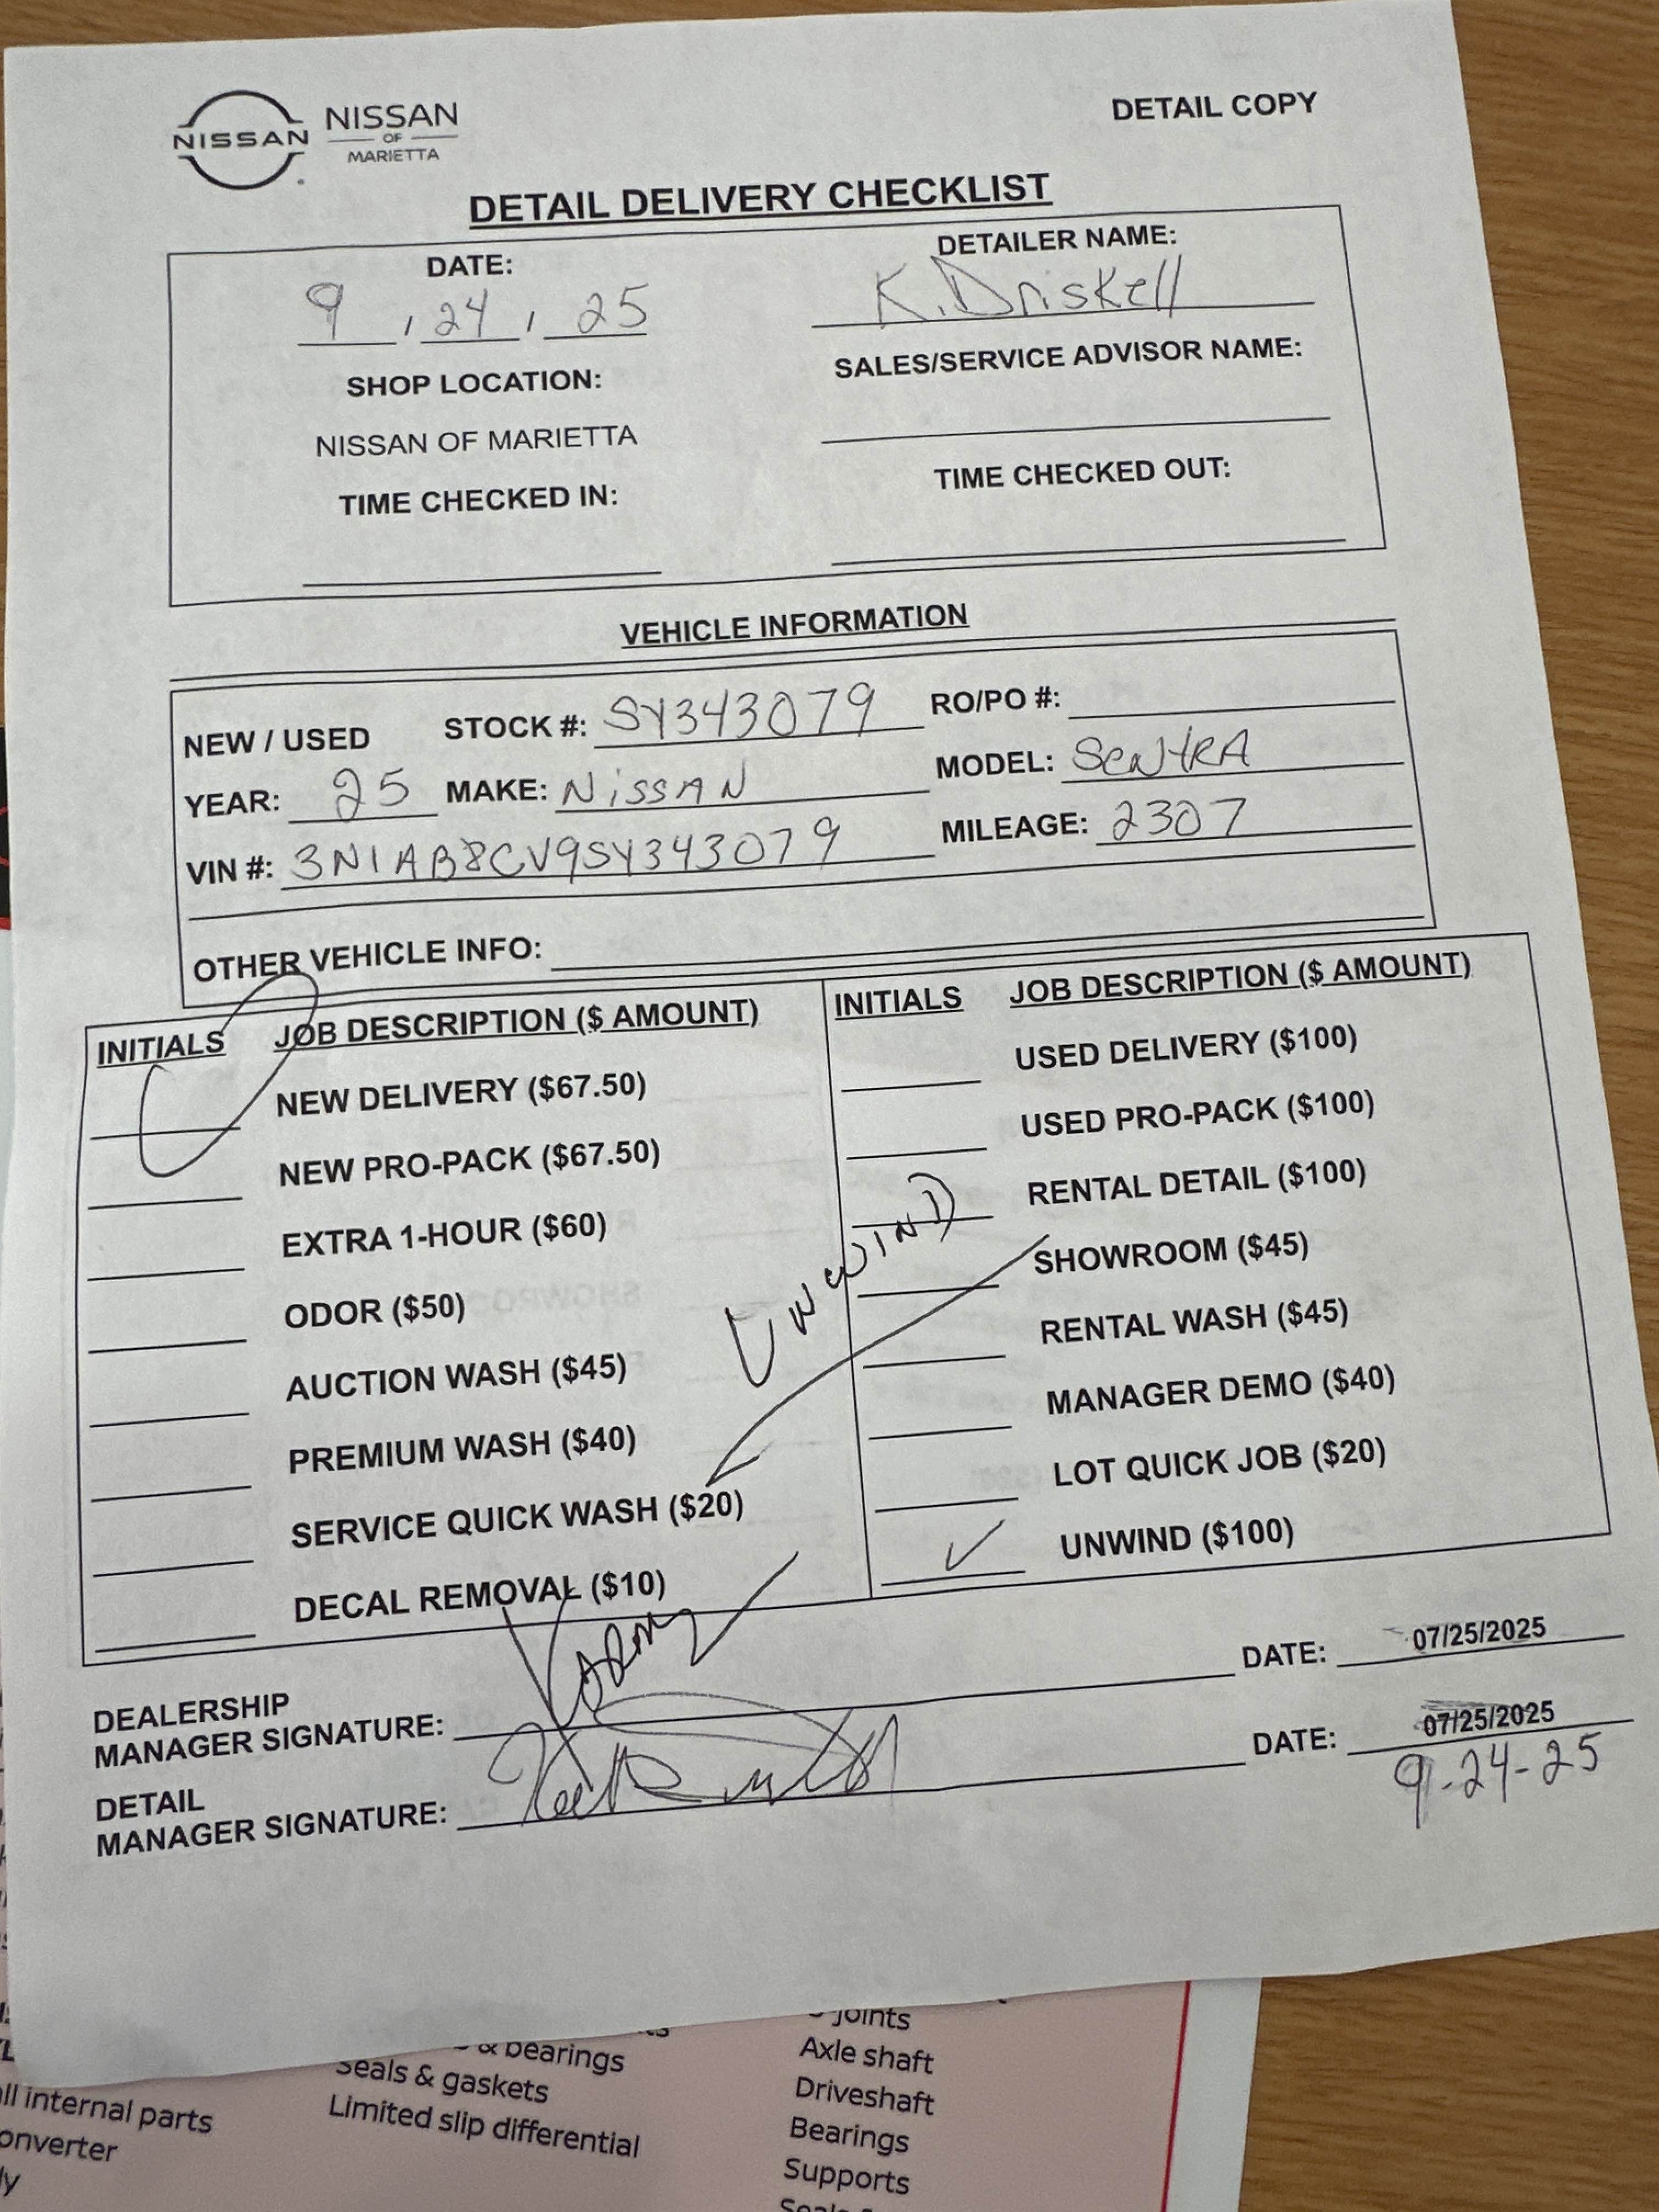 DETAIL COPY
NISSAN
NISSAN
OF
MARIETTA
DETAIL DELIVERY CHECKLIST
DATE:
9 / 24 / 25
DETAILER NAME:
K. Driskell
SHOP LOCATION:
NISSAN OF MARIETTA
SALES/SERVICE ADVISOR NAME:
TIME CHECKED IN:
TIME CHECKED OUT:
VEHICLE INFORMATION
NEW / USED STOCK #: SY343079 RO/PO #:
YEAR: 25 MAKE: NiSSAN MODEL: SeNtRA
VIN #: 3N1AB8CV9SY343079 MILEAGE: 2307
OTHER VEHICLE INFO:
INITIALS JOB DESCRIPTION ($ AMOUNT)
NEW DELIVERY ($67.50)
NEW PRO-PACK ($67.50)
EXTRA 1-HOUR ($60)
ODOR ($50)
AUCTION WASH ($45)
PREMIUM WASH ($40)
SERVICE QUICK WASH ($20)
DECAL REMOVAL ($10)
UNWIND
INITIALS JOB DESCRIPTION ($ AMOUNT)
USED DELIVERY ($100)
USED PRO-PACK ($100)
RENTAL DETAIL ($100)
SHOWROOM ($45)
RENTAL WASH ($45)
MANAGER DEMO ($40)
LOT QUICK JOB ($20)
✓ UNWIND ($100)
DEALERSHIP
MANAGER SIGNATURE:
DATE: 07/25/2025
DETAIL
MANAGER SIGNATURE:
DATE: 07/25/2025
9-24-25
joints
& bearings
Axle shaft
Seals & gaskets
Driveshaft
internal parts
Limited slip differential
Bearings
Supports